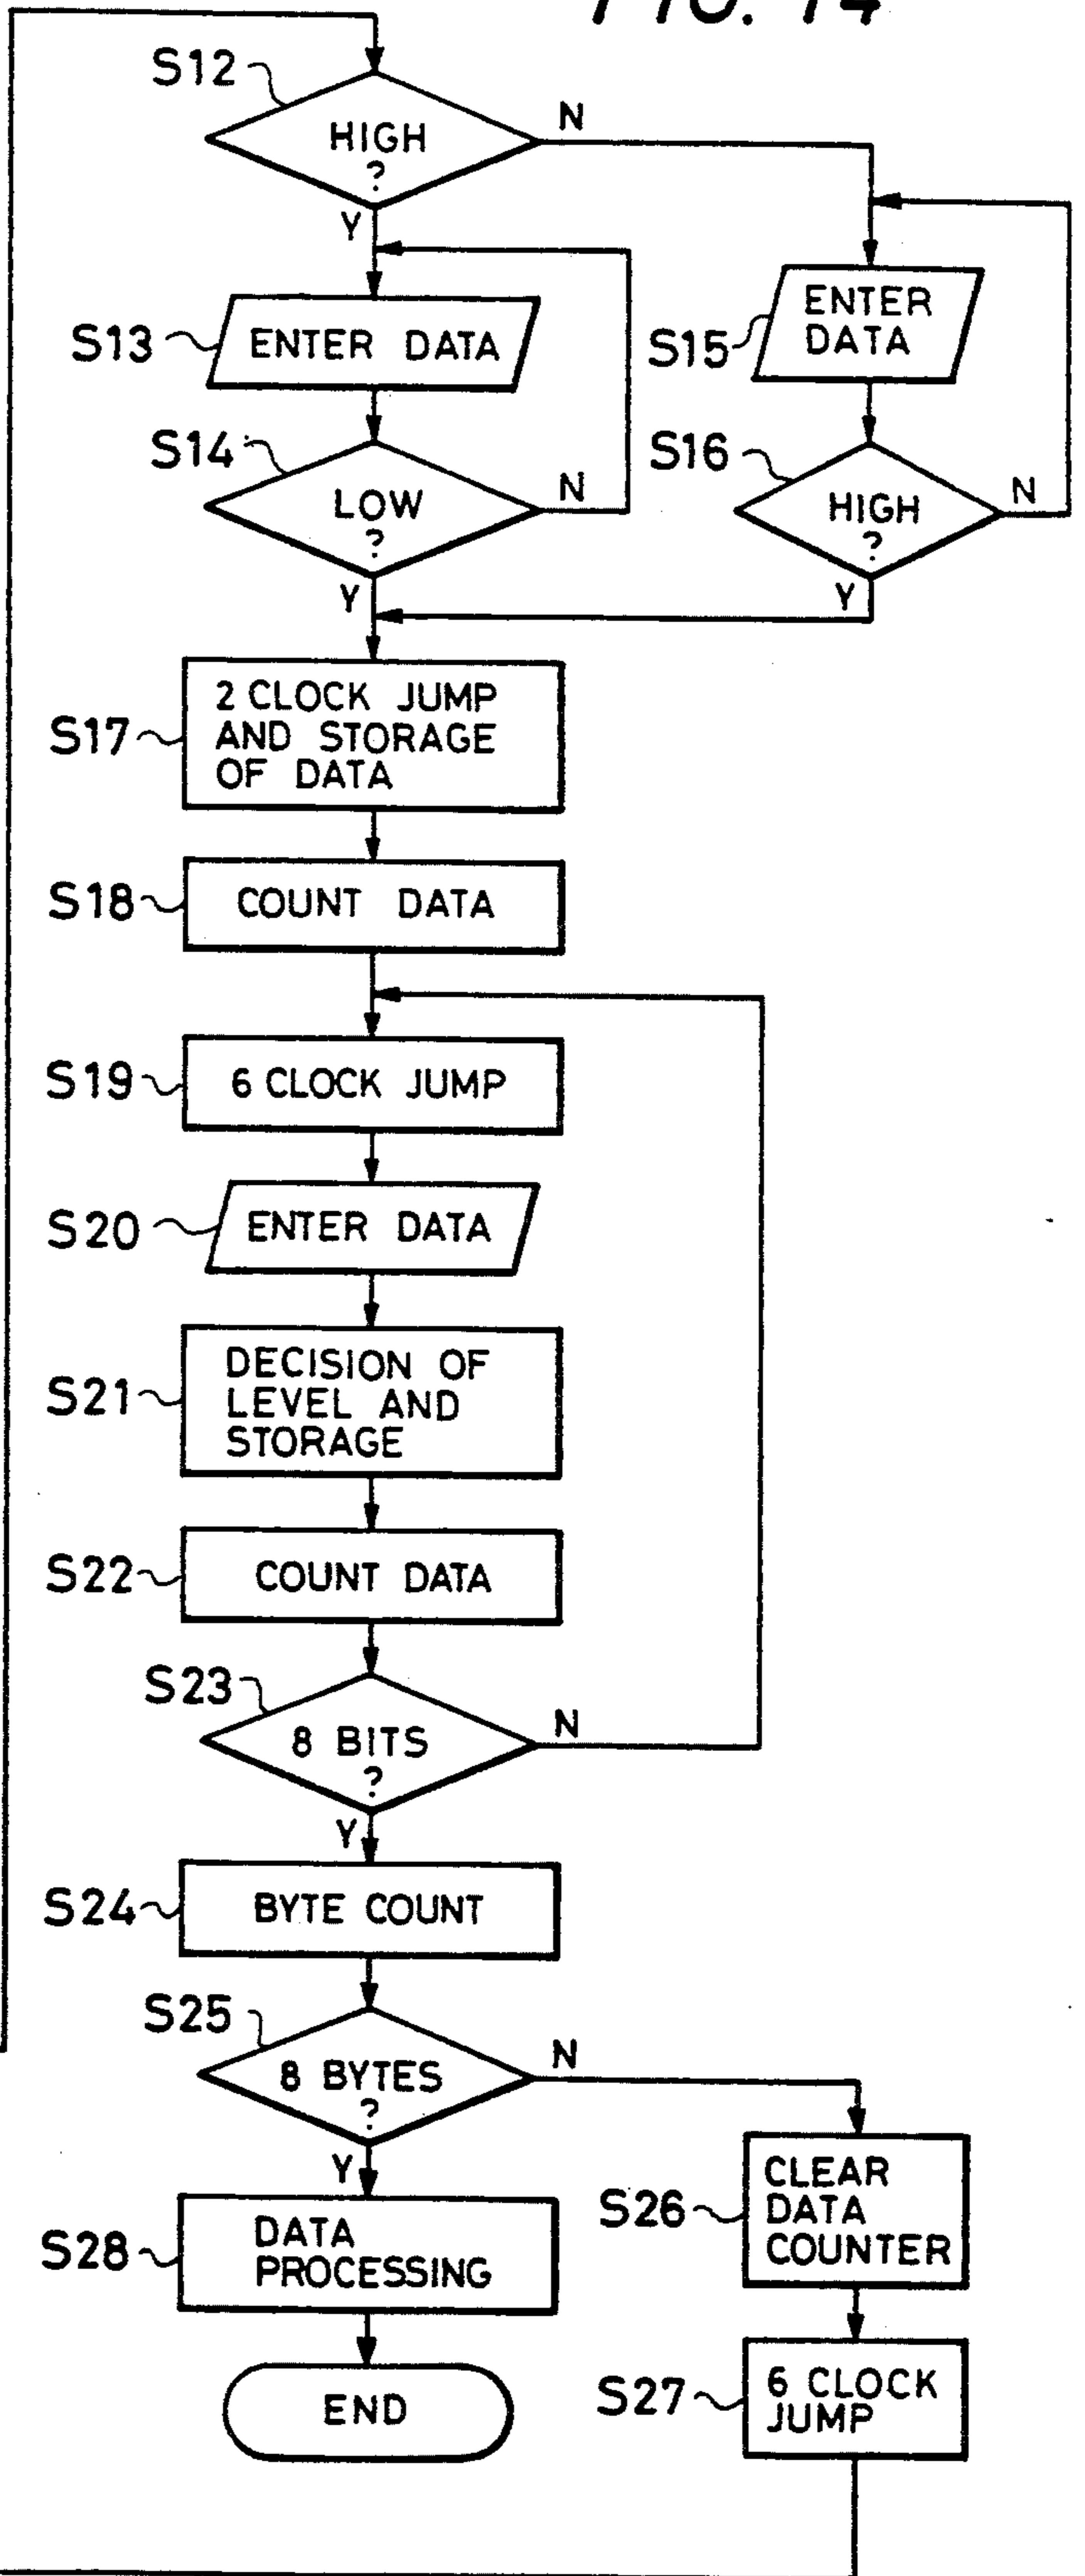 FIG. 14
S12
HIGH
?
N
Y
S13
ENTER DATA
S15
ENTER
DATA
S14
LOW
?
N
Y
S16
HIGH
?
N
Y
S17
2 CLOCK JUMP
AND STORAGE
OF DATA
S18
COUNT DATA
S19
6 CLOCK JUMP
S20
ENTER DATA
S21
DECISION OF
LEVEL AND
STORAGE
S22
COUNT DATA
S23
8 BITS
?
N
Y
S24
BYTE COUNT
S25
8 BYTES
?
N
Y
S26
CLEAR
DATA
COUNTER
S28
DATA
PROCESSING
S27
6 CLOCK
JUMP
END